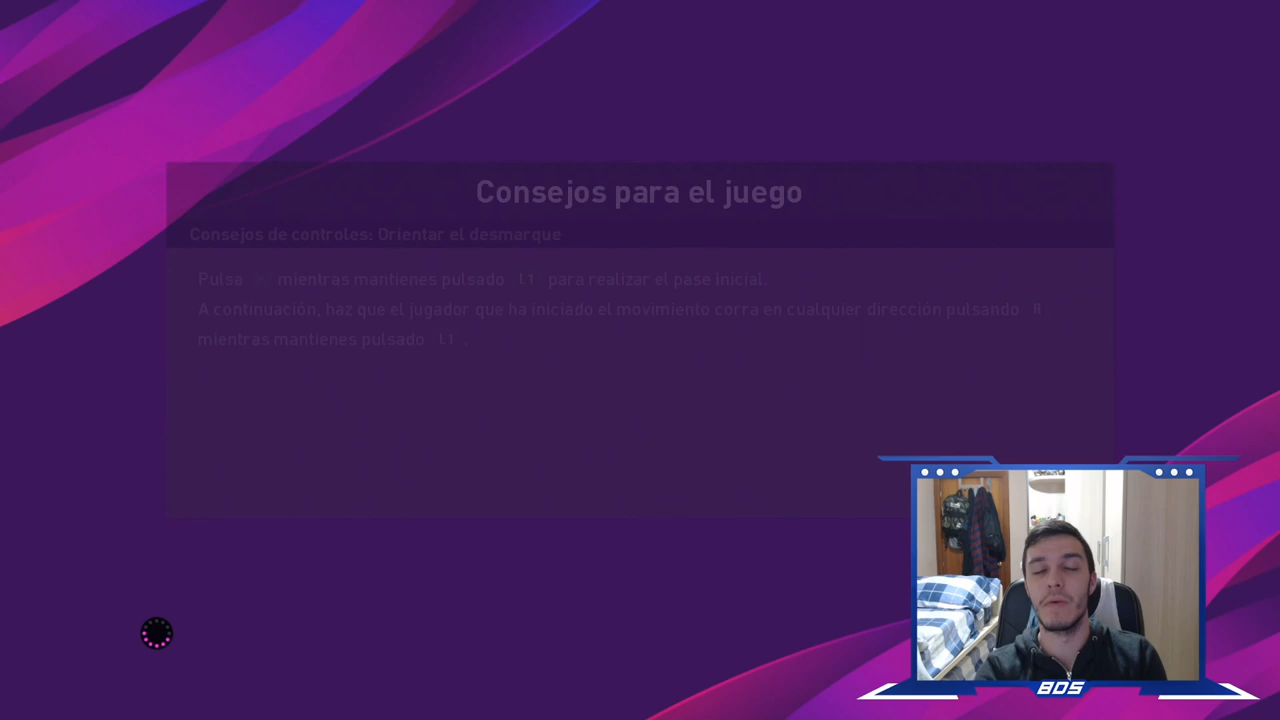 Consejos para el juego
Consejos de controles: Orientar el desmarque
Pulsa mientras mantienes pulsado L1 para realizar el pase inicial.
A continuación, haz que el jugador que ha iniciado el movimiento corra en cualquier dirección pulsando R
mientras mantienes pulsado L1 .
BDS